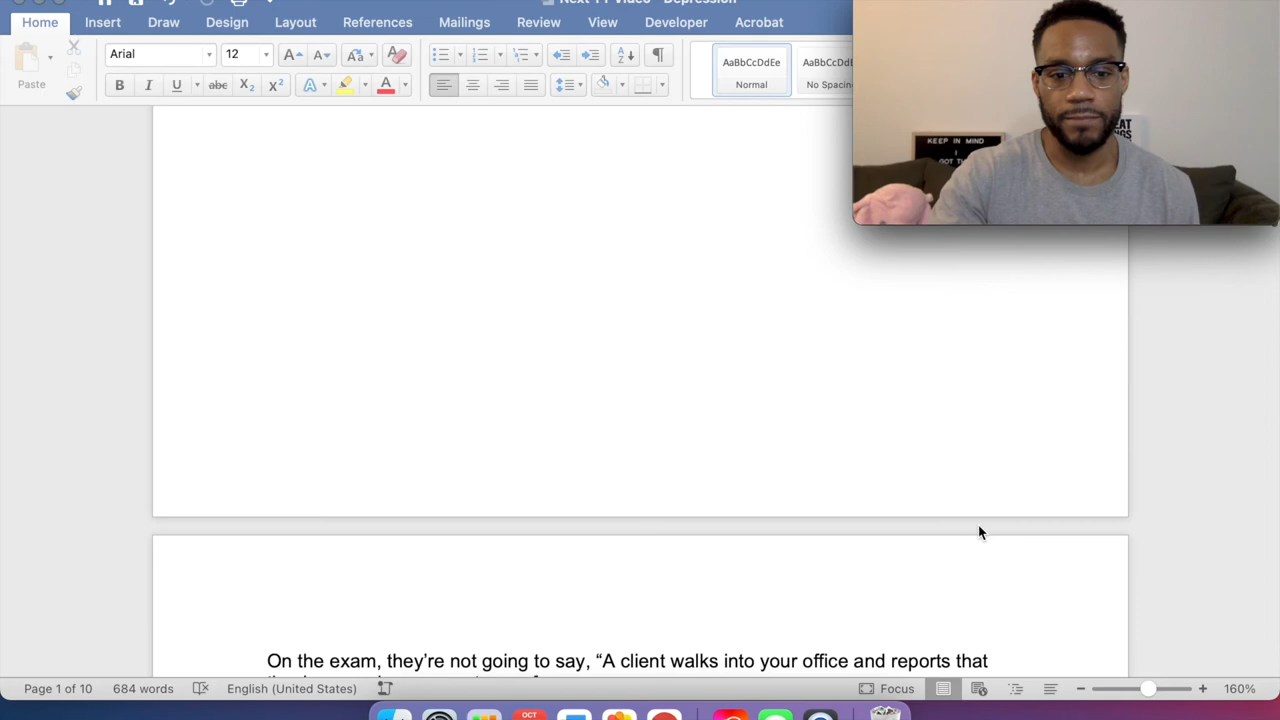 Home Insert Draw Design Layout References Mailings Review View Developer Acrobat
Arial 12
Paste
AaBbCcDdEe
Normal
AaBbCcDdE
No Spacing
KEEP IN MIND
I
On the exam, they’re not going to say, “A client walks into your office and reports that
Page 1 of 10 684 words English (United States) Focus 160%
OCT